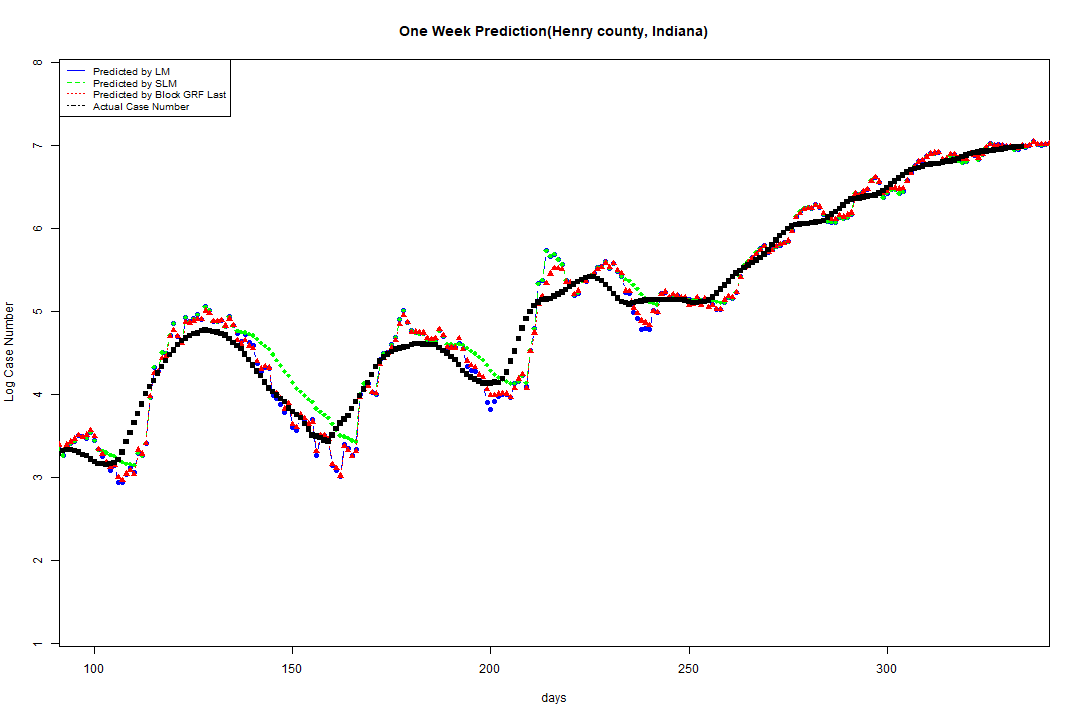 One Week Prediction(Henry county, Indiana)
Predicted by LM
Predicted by SLM
Predicted by Block GRF Last
Actual Case Number
8
7
6
5
4
3
2
1
Log Case Number
100 150 200 250 300
days